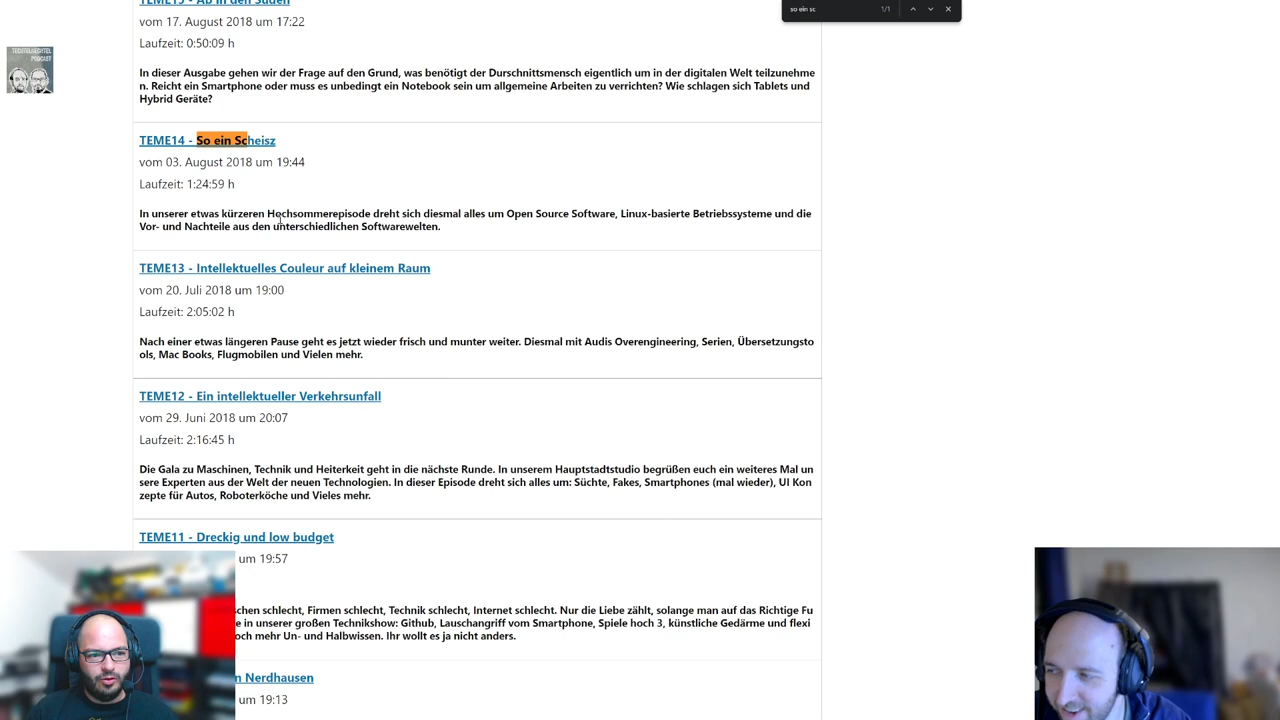 TEME15 - Ab in den Süden
so ein sc
1/1
vom 17. August 2018 um 17:22
Laufzeit: 0:50:09 h
TECHTELMECHTEL
PODCAST
In dieser Ausgabe gehen wir der Frage auf den Grund, was benötigt der Durschnittsmensch eigentlich um in der digitalen Welt teilzunehme
n. Reicht ein Smartphone oder muss es unbedingt ein Notebook sein um allgemeine Arbeiten zu verrichten? Wie schlagen sich Tablets und
Hybrid Geräte?
TEME14 - So ein Scheisz
vom 03. August 2018 um 19:44
Laufzeit: 1:24:59 h
In unserer etwas kürzeren Hochsommerepisode dreht sich diesmal alles um Open Source Software, Linux-basierte Betriebssysteme und die
Vor- und Nachteile aus den unterschiedlichen Softwarewelten.
TEME13 - Intellektuelles Couleur auf kleinem Raum
vom 20. Juli 2018 um 19:00
Laufzeit: 2:05:02 h
Nach einer etwas längeren Pause geht es jetzt wieder frisch und munter weiter. Diesmal mit Audis Overengineering, Serien, Übersetzungsto
ols, Mac Books, Flugmobilen und Vielen mehr.
TEME12 - Ein intellektueller Verkehrsunfall
vom 29. Juni 2018 um 20:07
Laufzeit: 2:16:45 h
Die Gala zu Maschinen, Technik und Heiterkeit geht in die nächste Runde. In unserem Hauptstadtstudio begrüßen euch ein weiteres Mal un
sere Experten aus der Welt der neuen Technologien. In dieser Episode dreht sich alles um: Süchte, Fakes, Smartphones (mal wieder), UI Kon
zepte für Autos, Roboterköche und Vieles mehr.
TEME11 - Dreckig und low budget
um 19:57
schen schlecht, Firmen schlecht, Technik schlecht, Internet schlecht. Nur die Liebe zählt, solange man auf das Richtige Fu
e in unserer großen Technikshow: Github, Lauschangriff vom Smartphone, Spiele hoch 3, künstliche Gedärme und flexi
och mehr Un- und Halbwissen. Ihr wollt es ja nicht anders.
n Nerdhausen
um 19:13